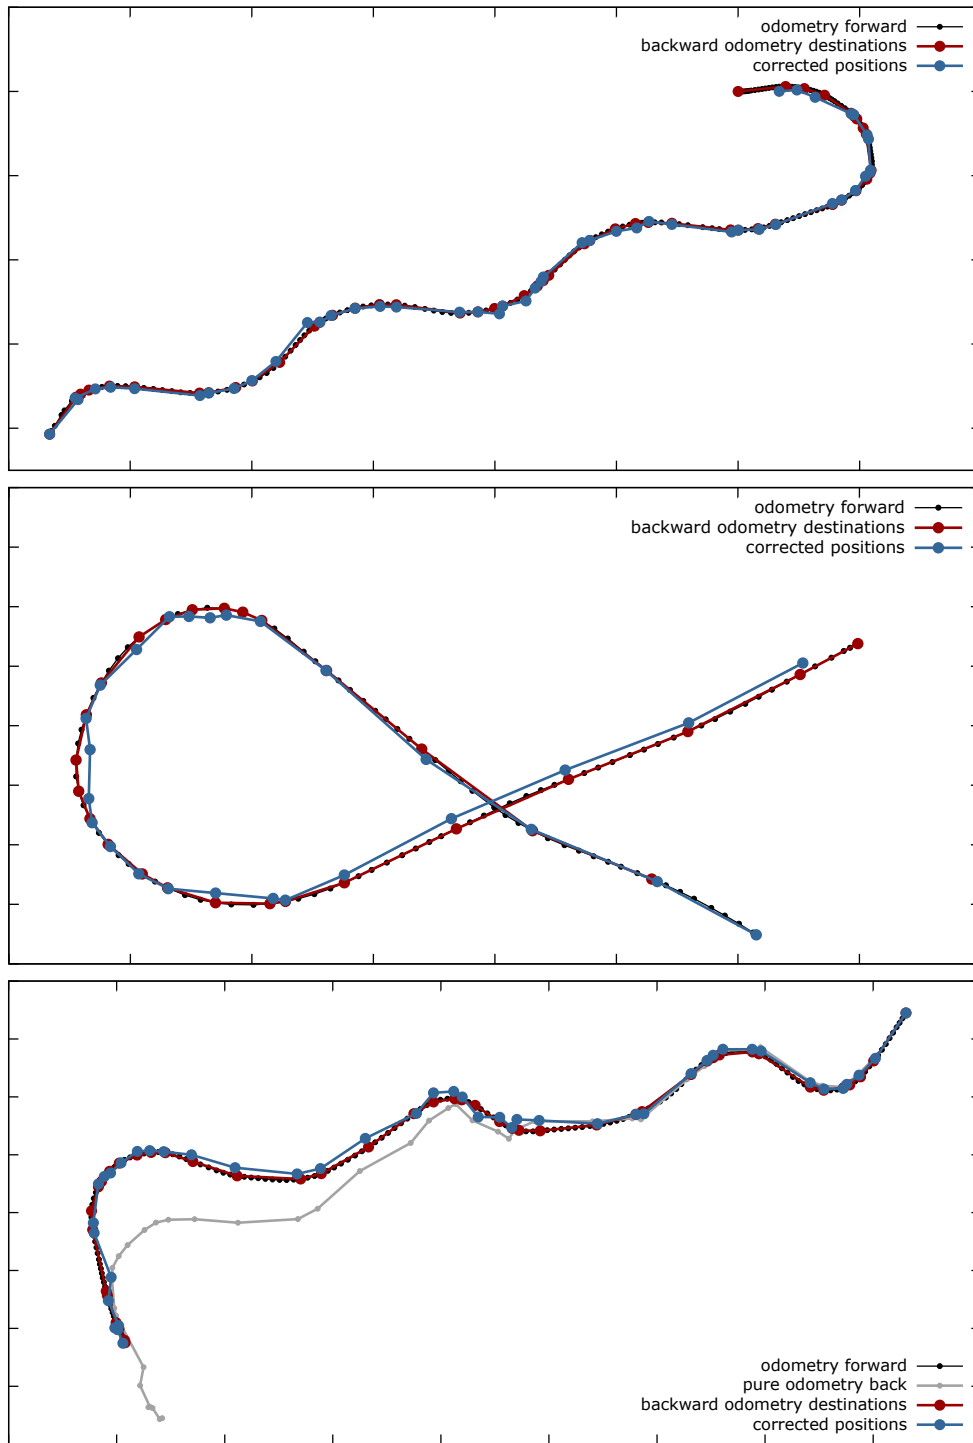 odometry forward
backward odometry destinations
corrected positions
odometry forward
backward odometry destinations
corrected positions
odometry forward
pure odometry back
backward odometry destinations
corrected positions